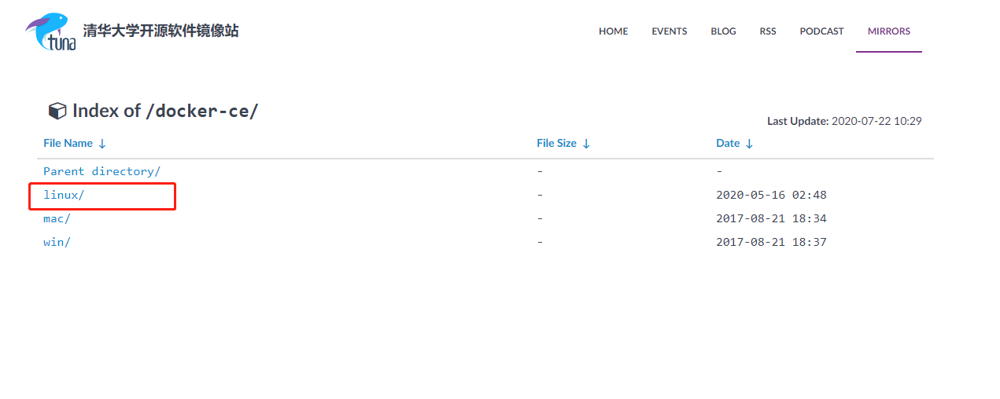 tuna 清华大学开源软件镜像站 HOME EVENTS BLOG RSS PODCAST MIRRORS
Index of /docker-ce/
Last Update: 2020-07-22 10:29
File Name ↓ File Size ↓ Date ↓
Parent directory/ - -
linux/ - 2020-05-16 02:48
mac/ - 2017-08-21 18:34
win/ - 2017-08-21 18:37